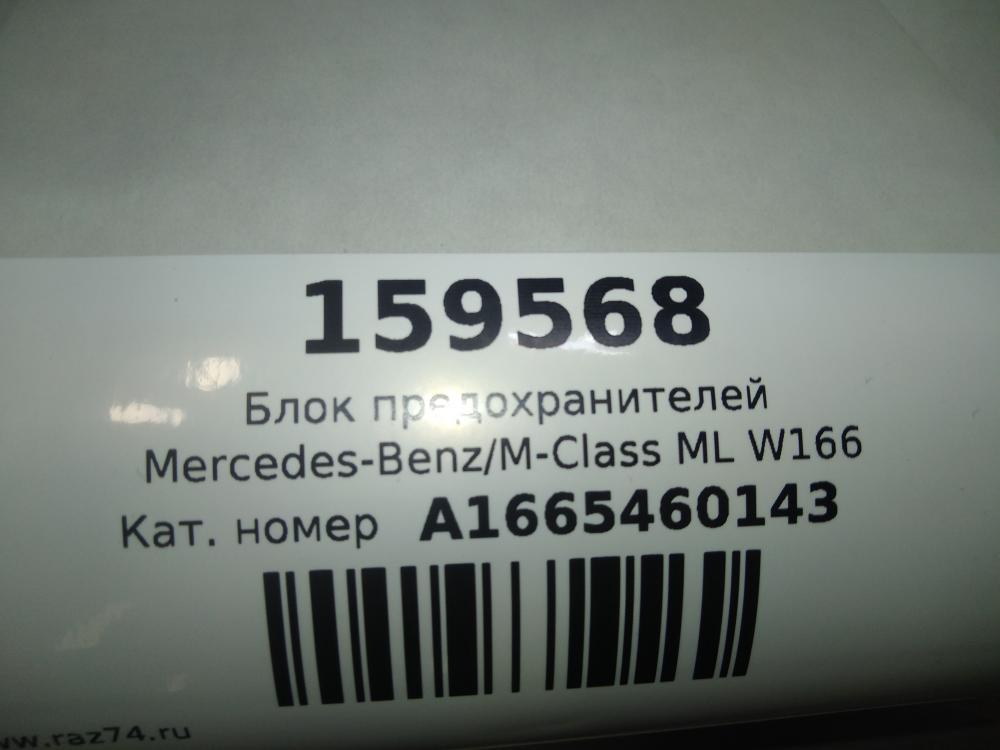 159568
Блок предохранителей
Mercedes-Benz/M-Class ML W166
Кат. номер A1665460143
www.raz74.ru